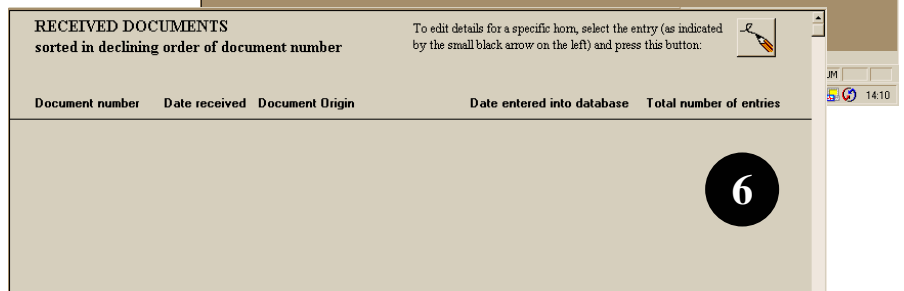 RECEIVED DOCUMENTS
sorted in declining order of document number
To edit details for a specific horn, select the entry (as indicated
by the small black arrow on the left) and press this button:
Document number Date received Document Origin Date entered into database Total number of entries
6
14:10